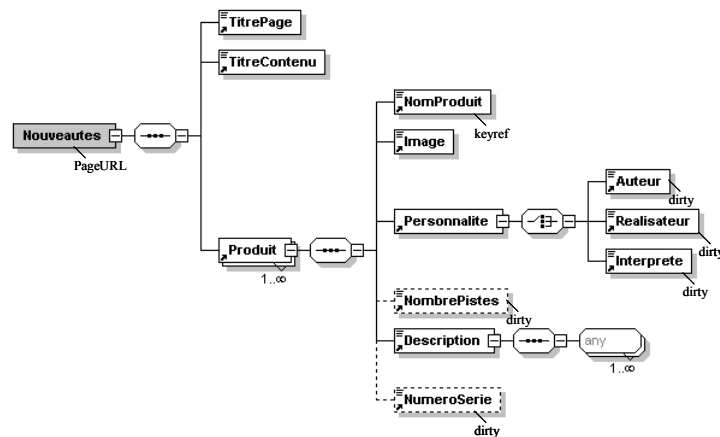 TitrePage
TitreContenu
Nouveautes
PageURL
Produit
1..∞
NomProduit
keyref
Image
Personnalite
Auteur
dirty
Realisateur
dirty
Interprete
dirty
NombrePistes
dirty
Description
any
1..∞
NumeroSerie
dirty